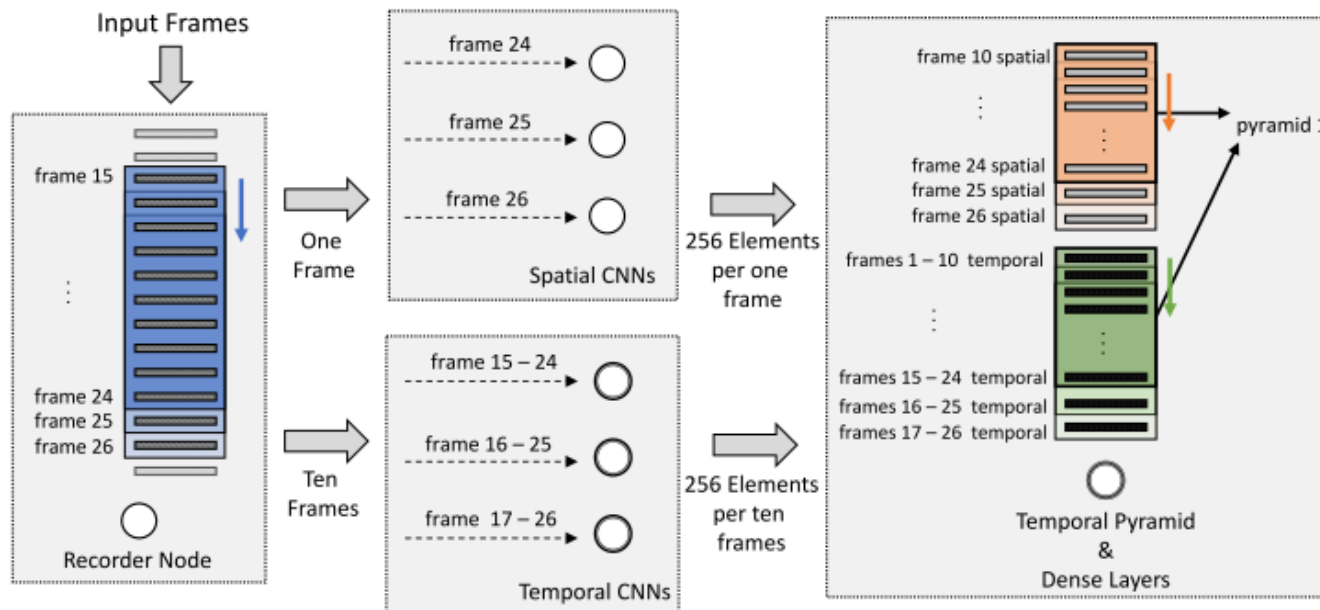 Input Frames
frame 15
⋮
frame 24
frame 25
frame 26
Recorder Node
One
Frame
Ten
Frames
frame 24
frame 25
frame 26
Spatial CNNs
frame 15 – 24
frame 16 – 25
frame 17 – 26
Temporal CNNs
256 Elements
per one
frame
256 Elements
per ten
frames
frame 10 spatial
⋮
⋮
frame 24 spatial
frame 25 spatial
frame 26 spatial
frames 1 – 10 temporal
⋮
⋮
frames 15 – 24 temporal
frames 16 – 25 temporal
frames 17 – 26 temporal
pyramid 1
Temporal Pyramid
&
Dense Layers